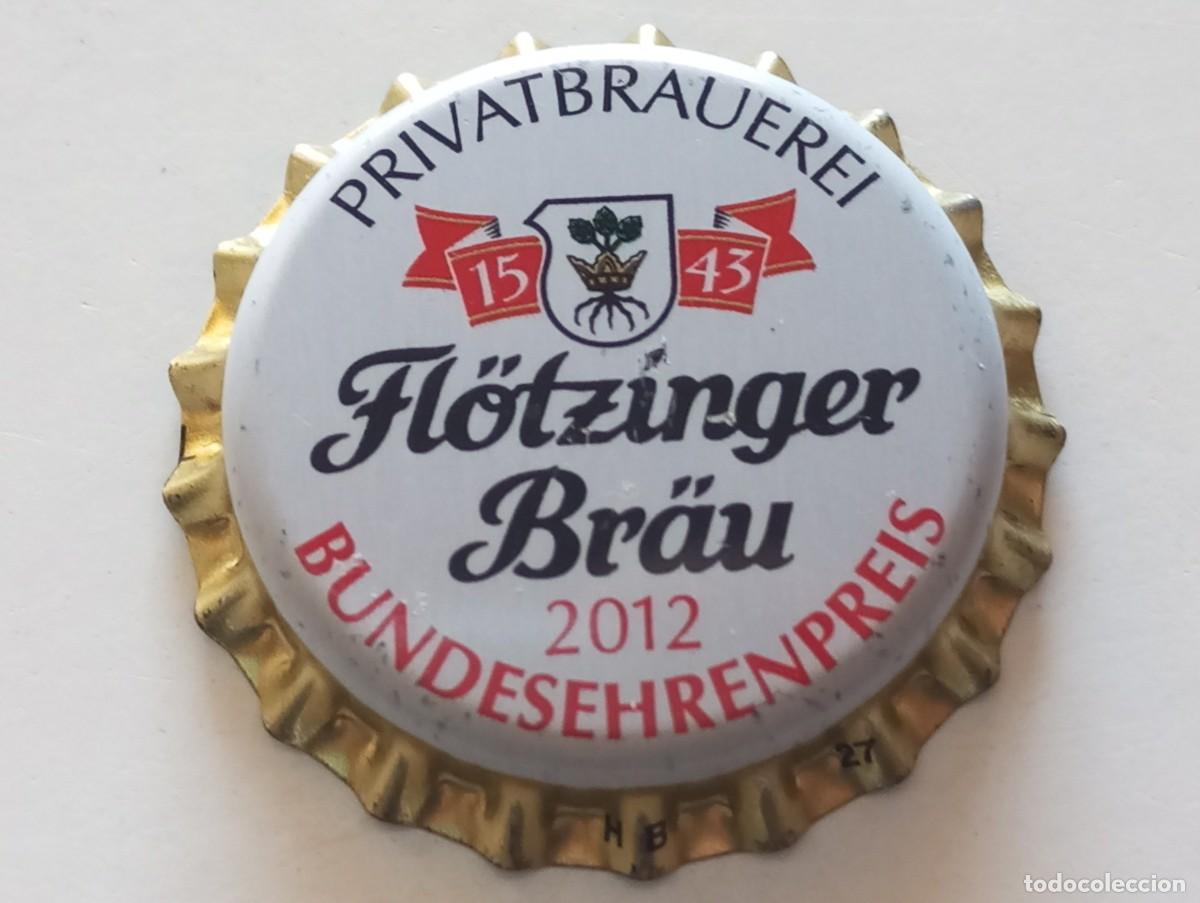 PRIVATBRAUEREI
15 43
Flötzinger
Bräu
2012
BUNDESEHRENPREIS
27
H B
todocoleccion